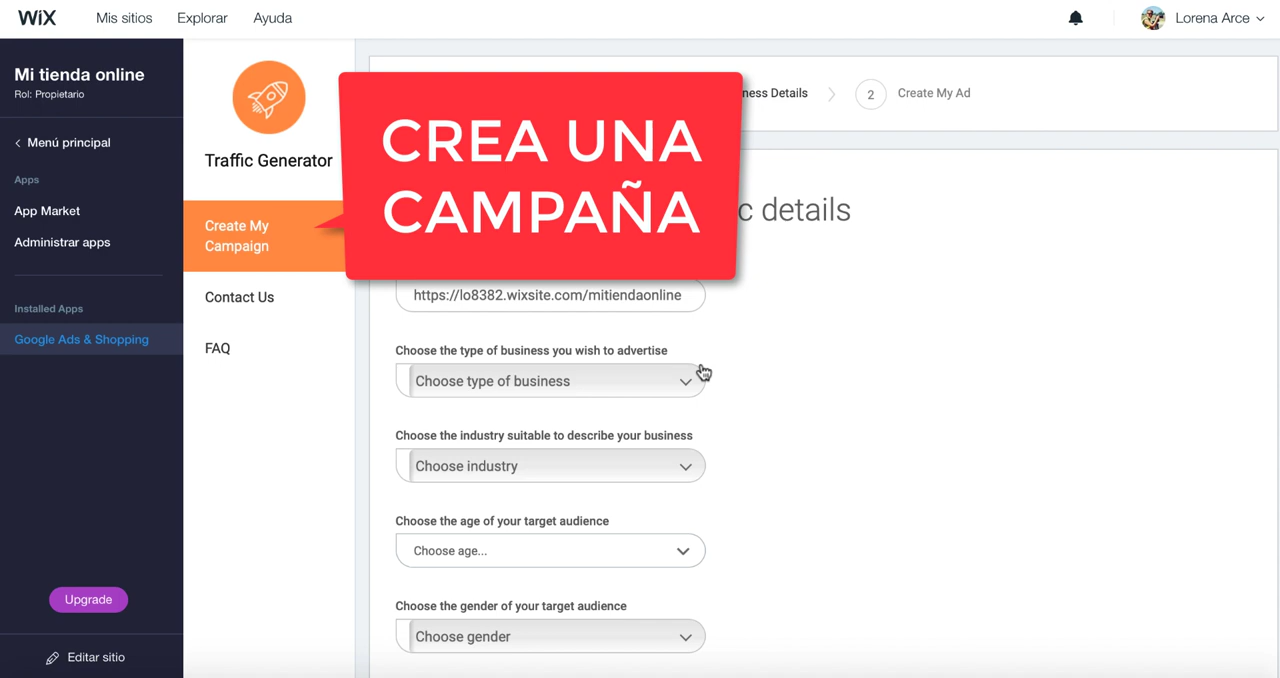 WiX
Mis sitios
Explorar
Ayuda
Lorena Arce
Mi tienda online
Rol: Propietario
Menú principal
Apps
App Market
Administrar apps
Installed Apps
Google Ads & Shopping
Upgrade
Editar sitio
Traffic Generator
Create My
Campaign
Contact Us
FAQ
CREA UNA
CAMPAÑA
Details
2
Create My Ad
details
https://lo8382.wixsite.com/mitiendaonline
Choose the type of business you wish to advertise
Choose type of business
Choose the industry suitable to describe your business
Choose industry
Choose the age of your target audience
Choose age...
Choose the gender of your target audience
Choose gender